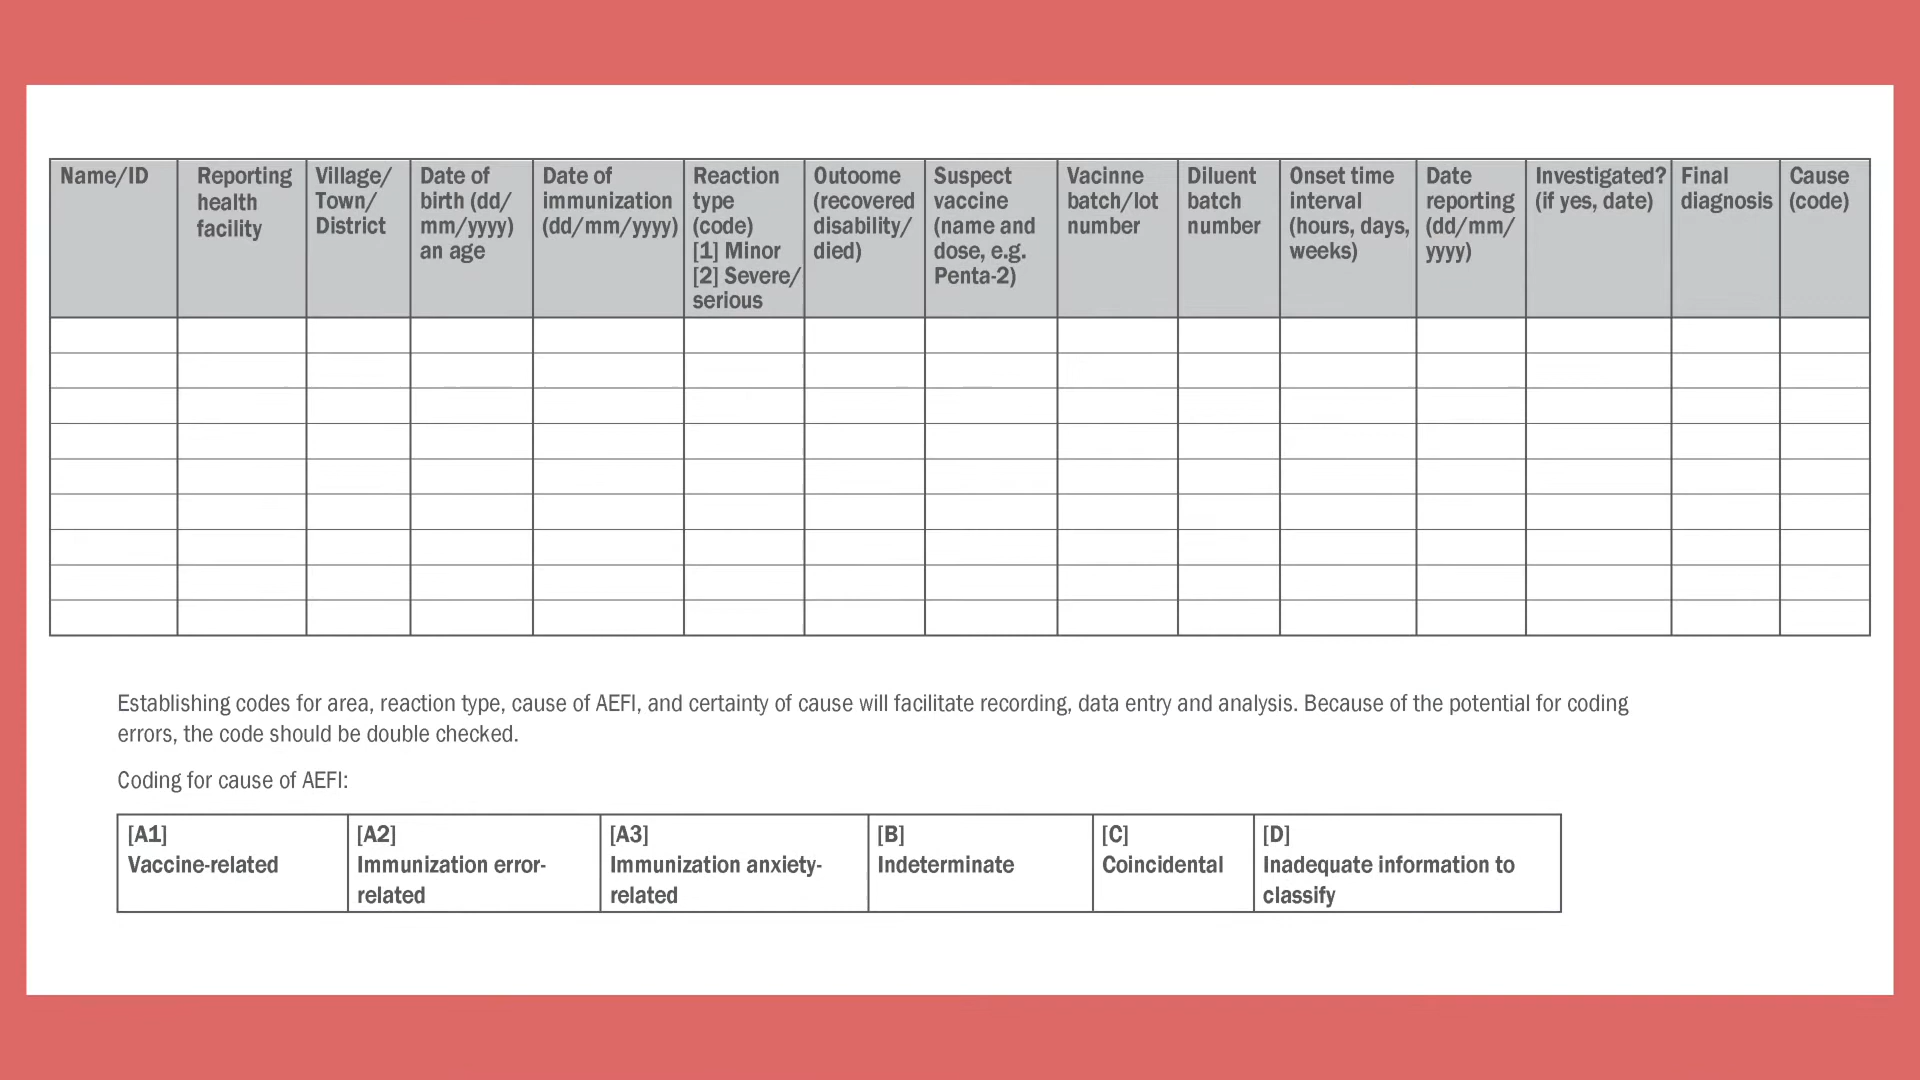 Name/ID
Reporting
health
facility
Village/
Town/
District
Date of
birth (dd/
mm/yyyy)
an age
Date of
immunization
(dd/mm/yyyy)
Reaction
type
(code)
[1] Minor
[2] Severe/
serious
Outoome
(recovered
disability/
died)
Suspect
vaccine
(name and
dose, e.g.
Penta-2)
Vacinne
batch/lot
number
Diluent
batch
number
Onset time
interval
(hours, days,
weeks)
Date
reporting
(dd/mm/
yyyy)
Investigated?
(if yes, date)
Final
diagnosis
Cause
(code)
Establishing codes for area, reaction type, cause of AEFI, and certainty of cause will facilitate recording, data entry and analysis. Because of the potential for coding
errors, the code should be double checked.
Coding for cause of AEFI:
[A1]
Vaccine-related
[A2]
Immunization error-
related
[A3]
Immunization anxiety-
related
[B]
Indeterminate
[C]
Coincidental
[D]
Inadequate information to
classify